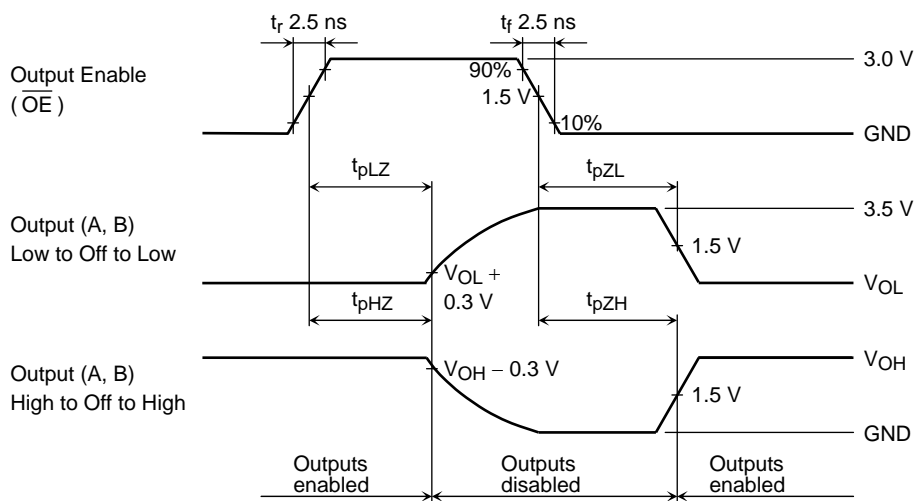 tr 2.5 ns
tf 2.5 ns
Output Enable
( OE )
90%
1.5 V
10%
3.0 V
GND
tpLZ
tpZL
Output (A, B)
Low to Off to Low
VOL +
0.3 V
3.5 V
1.5 V
VOL
tpHZ
tpZH
Output (A, B)
High to Off to High
VOH − 0.3 V
VOH
1.5 V
GND
Outputs
enabled
Outputs
disabled
Outputs
enabled